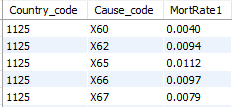 Country_code Cause_code MortRate1
1125 X60 0.0040
1125 X62 0.0094
1125 X65 0.0112
1125 X66 0.0097
1125 X67 0.0079